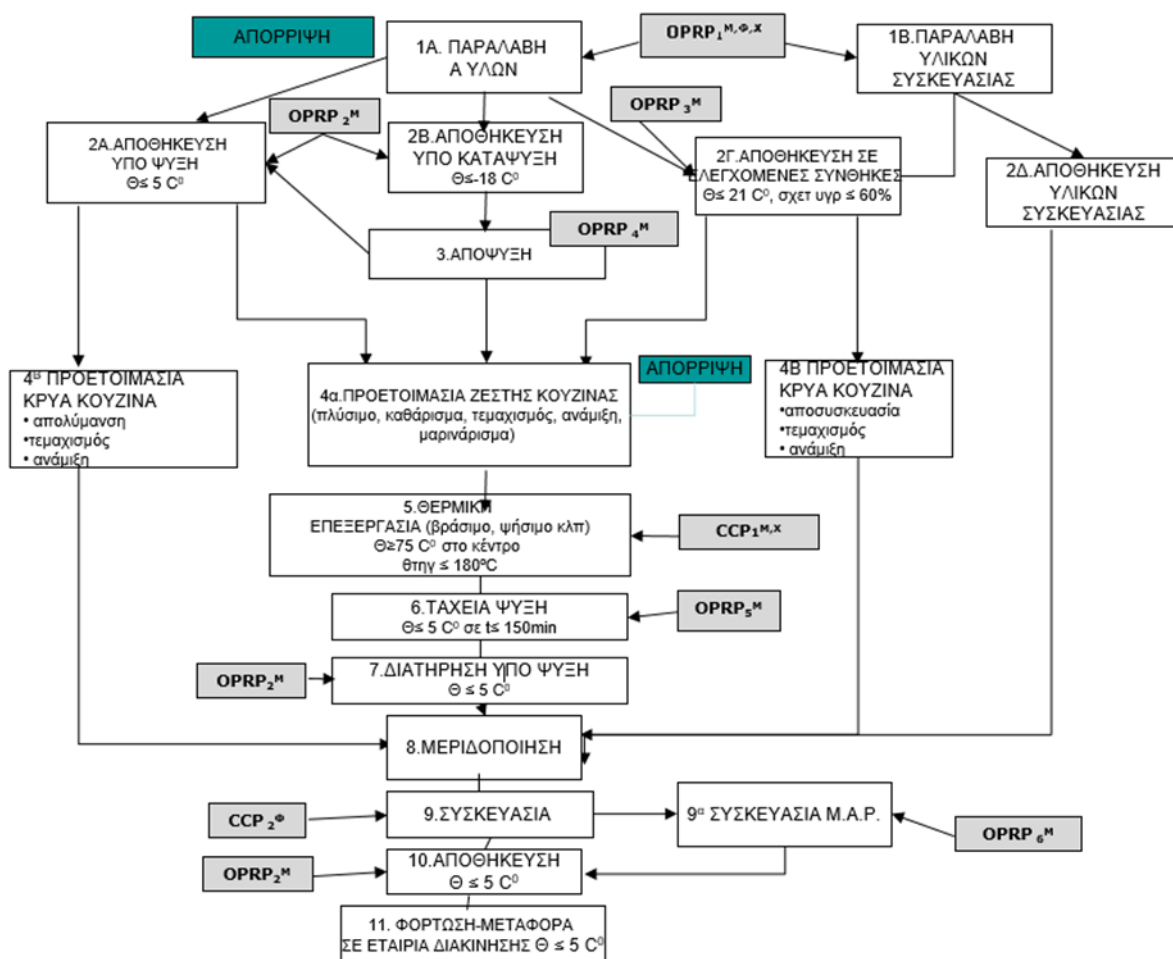 ΑΠΟΡΡΙΨΗ
1Α. ΠΑΡΑΛΑΒΗ
Α ΥΛΩΝ
OPRP₁ᴹ,Φ,Χ
1Β.ΠΑΡΑΛΑΒΗ
ΥΛΙΚΩΝ
ΣΥΣΚΕΥΑΣΙΑΣ
OPRP ₂ᴹ
OPRP ₃ᴹ
2Α.ΑΠΟΘΗΚΕΥΣΗ
ΥΠΟ ΨΥΞΗ
Θ≤ 5 C⁰
2Β.ΑΠΟΘΗΚΕΥΣΗ
ΥΠΟ ΚΑΤΑΨΥΞΗ
Θ≤-18 C⁰
2Γ.ΑΠΟΘΗΚΕΥΣΗ ΣΕ
ΕΛΕΓΧΟΜΕΝΕΣ ΣΥΝΘΗΚΕΣ
Θ≤ 21 C⁰, σχετ υγρ ≤ 60%
2Δ.ΑΠΟΘΗΚΕΥΣΗ
ΥΛΙΚΩΝ
ΣΥΣΚΕΥΑΣΙΑΣ
OPRP ₄ᴹ
3.ΑΠΟΨΥΞΗ
4ᵝ ΠΡΟΕΤΟΙΜΑΣΙΑ
ΚΡΥΑ ΚΟΥΖΙΝΑ
• απολύμανση
•τεμαχισμός
• ανάμιξη
4α.ΠΡΟΕΤΟΙΜΑΣΙΑ ΖΕΣΤΗΣ ΚΟΥΖΙΝΑΣ
(πλύσιμο, καθάρισμα, τεμαχισμός, ανάμιξη,
μαρινάρισμα)
ΑΠΟΡΡΙΨΗ
4Β ΠΡΟΕΤΟΙΜΑΣΙΑ
ΚΡΥΑ ΚΟΥΖΙΝΑ
•αποσυσκευασία
•τεμαχισμός
• ανάμιξη
5.ΘΕΡΜΙΚΗ
ΕΠΕΞΕΡΓΑΣΙΑ (βράσιμο, ψήσιμο κλπ)
Θ≥75 C⁰ στο κέντρο
θτηγ ≤ 180ºC
CCP₁ᴹ,Χ
6.ΤΑΧΕΙΑ ΨΥΞΗ
Θ≤ 5 C⁰ σε t≤ 150min
OPRP₅ᴹ
OPRP₂ᴹ
7.ΔΙΑΤΗΡΗΣΗ ΥΠΟ ΨΥΞΗ
Θ ≤ 5 C⁰
8.ΜΕΡΙΔΟΠΟΙΗΣΗ
CCP ₂Φ
9.ΣΥΣΚΕΥΑΣΙΑ
9ᵅ ΣΥΣΚΕΥΑΣΙΑ Μ.Α.Ρ.
OPRP ₆ᴹ
OPRP₂ᴹ
10.ΑΠΟΘΗΚΕΥΣΗ
Θ ≤ 5 C⁰
11. ΦΟΡΤΩΣΗ-ΜΕΤΑΦΟΡΑ
ΣΕ ΕΤΑΙΡΙΑ ΔΙΑΚΙΝΗΣΗΣ Θ ≤ 5 C⁰